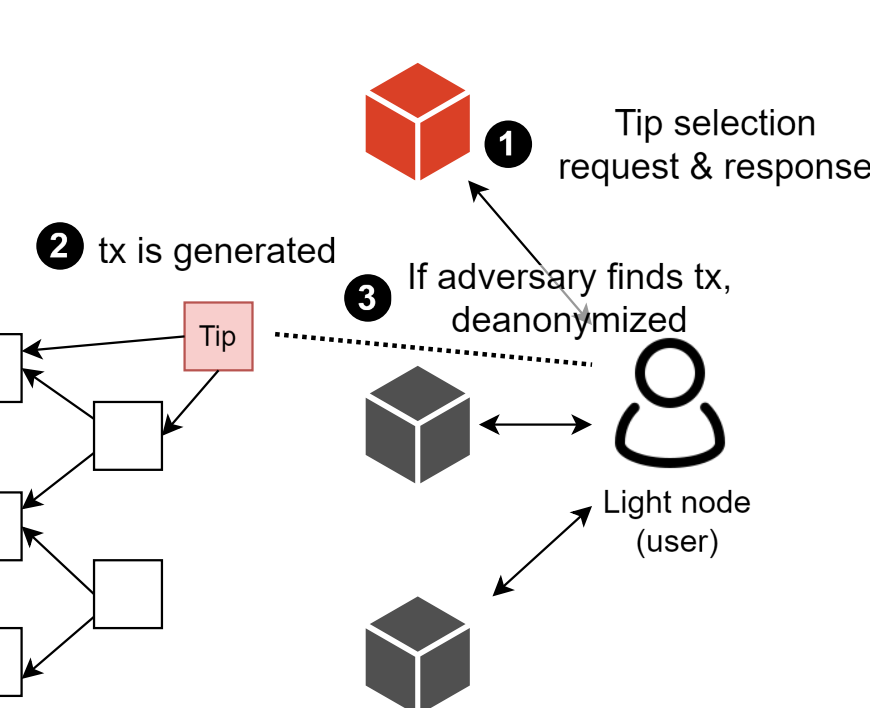 1
Tip selection
request & response
2
tx is generated
3
If adversary finds tx,
deanonymized
Tip
Light node
(user)